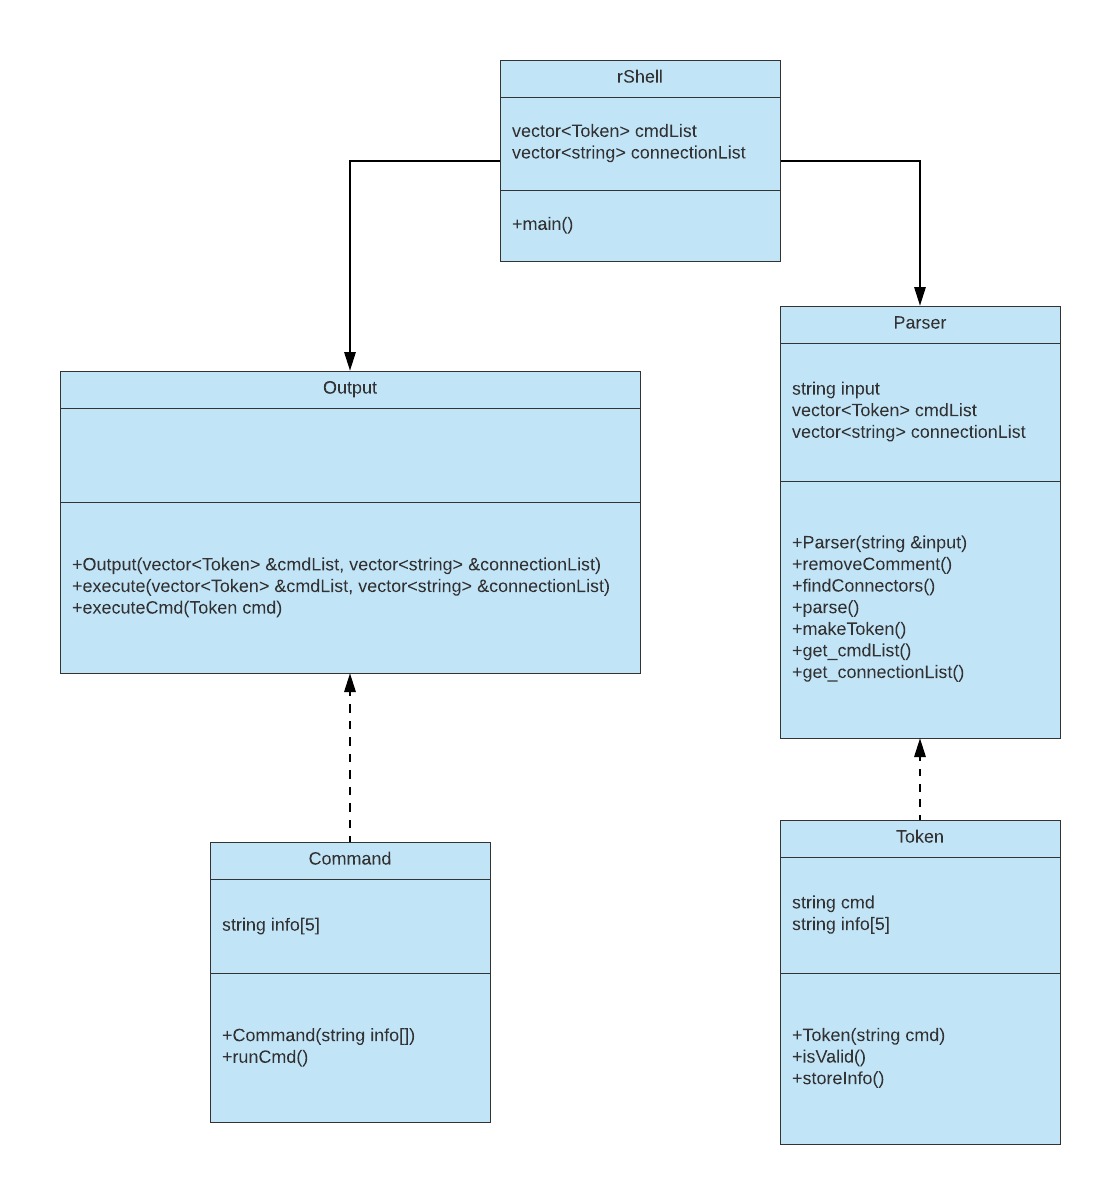 rShell
vector<Token> cmdList
vector<string> connectionList
+main()
Parser
string input
vector<Token> cmdList
vector<string> connectionList
+Parser(string &input)
+removeComment()
+findConnectors()
+parse()
+makeToken()
+get_cmdList()
+get_connectionList()
Output
+Output(vector<Token> &cmdList, vector<string> &connectionList)
+execute(vector<Token> &cmdList, vector<string> &connectionList)
+executeCmd(Token cmd)
Command
string info[5]
+Command(string info[])
+runCmd()
Token
string cmd
string info[5]
+Token(string cmd)
+isValid()
+storeInfo()